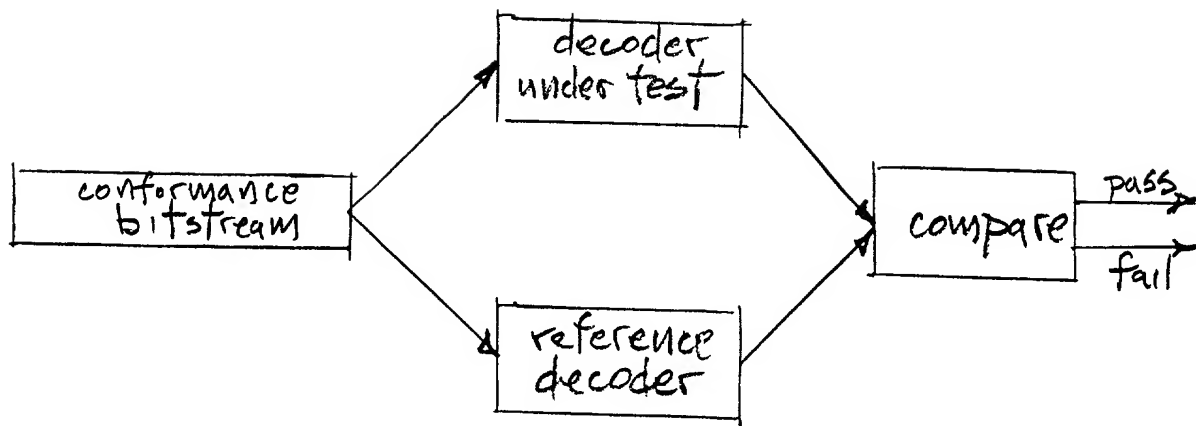 decoder
under test
conformance
bitstream
pass
compare
fail
reference
decoder